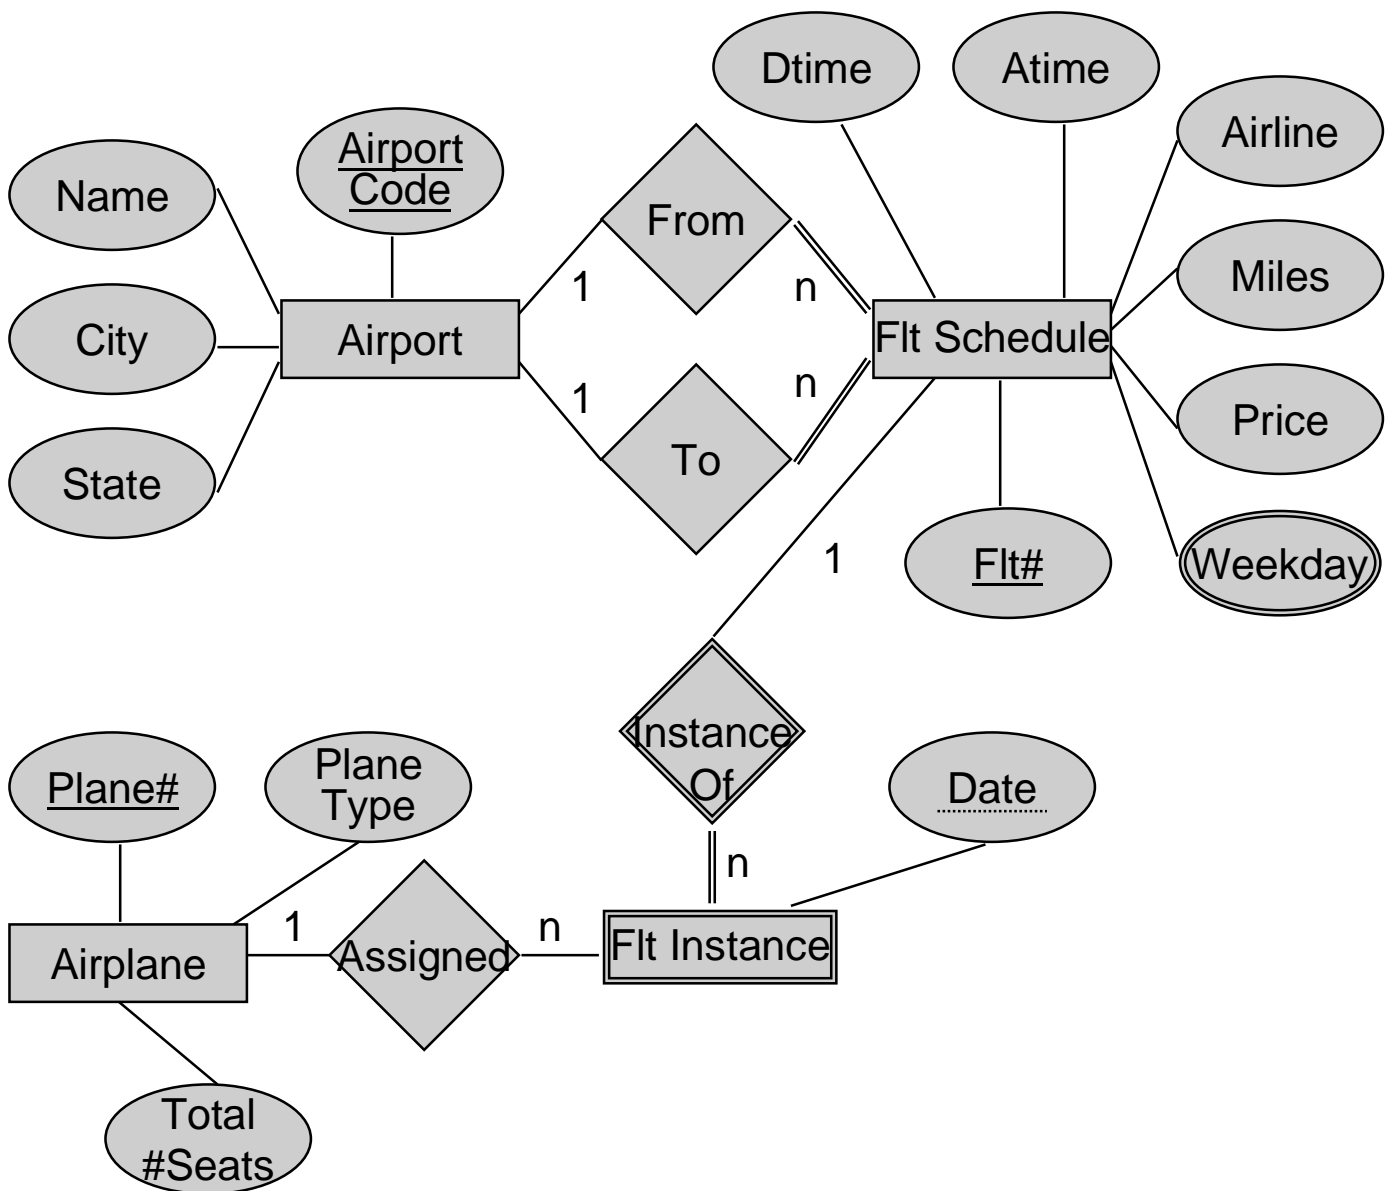 Dtime
Atime
Airline
Airport
Code
Name
From
Miles
1
n
City
Airport
Flt Schedule
1
n
Price
State
To
1
Flt#
Weekday
Instance
Of
Plane#
Plane
Type
Date
n
1
n
Airplane
Assigned
Flt Instance
Total
#Seats